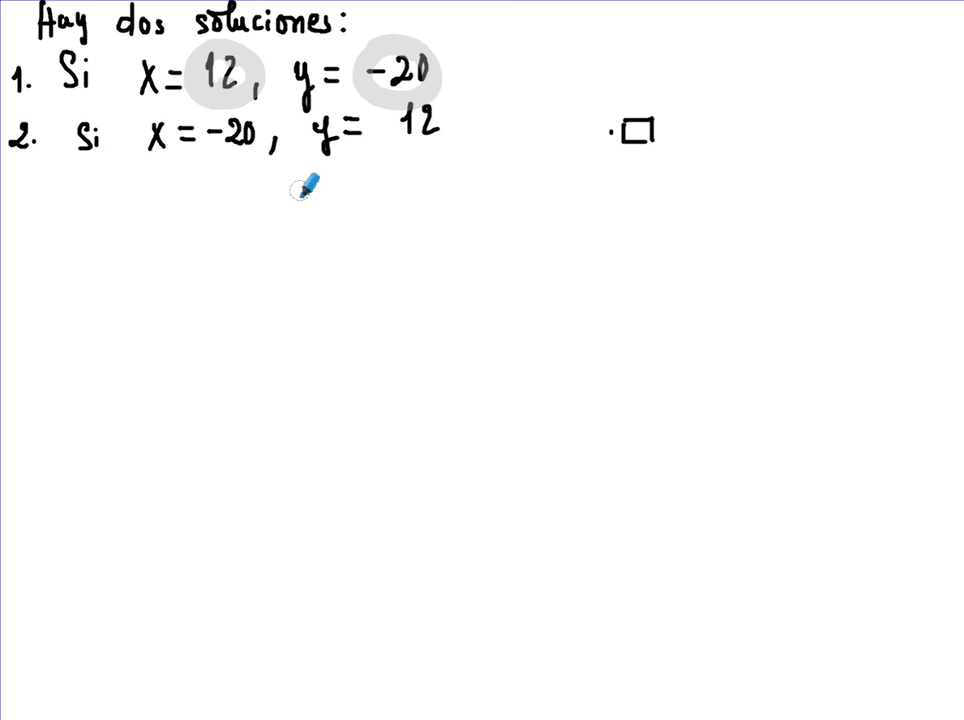 Hay dos soluciones:
1. Si x = 12, y = -20
2. Si x = -20, y = 12 . □